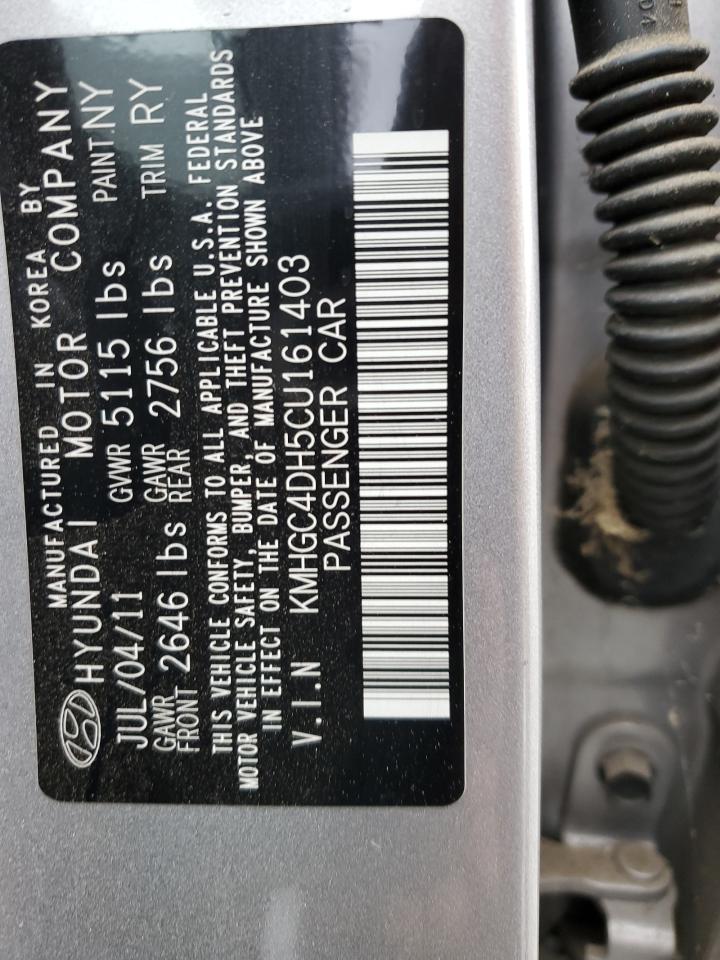 MANUFACTURED IN KOREA BY
HYUNDAI MOTOR COMPANY
JUL/04/11 GVWR 5115 lbs PAINT:NY
GAWR FRONT 2646 lbs GAWR REAR 2756 lbs TRIM RY
THIS VEHICLE CONFORMS TO ALL APPLICABLE U.S.A. FEDERAL
MOTOR VEHICLE SAFETY, BUMPER, AND THEFT PREVENTION STANDARDS
IN EFFECT ON THE DATE OF MANUFACTURE SHOWN ABOVE
V.I.N KMHGC4DH5CU161403
PASSENGER CAR